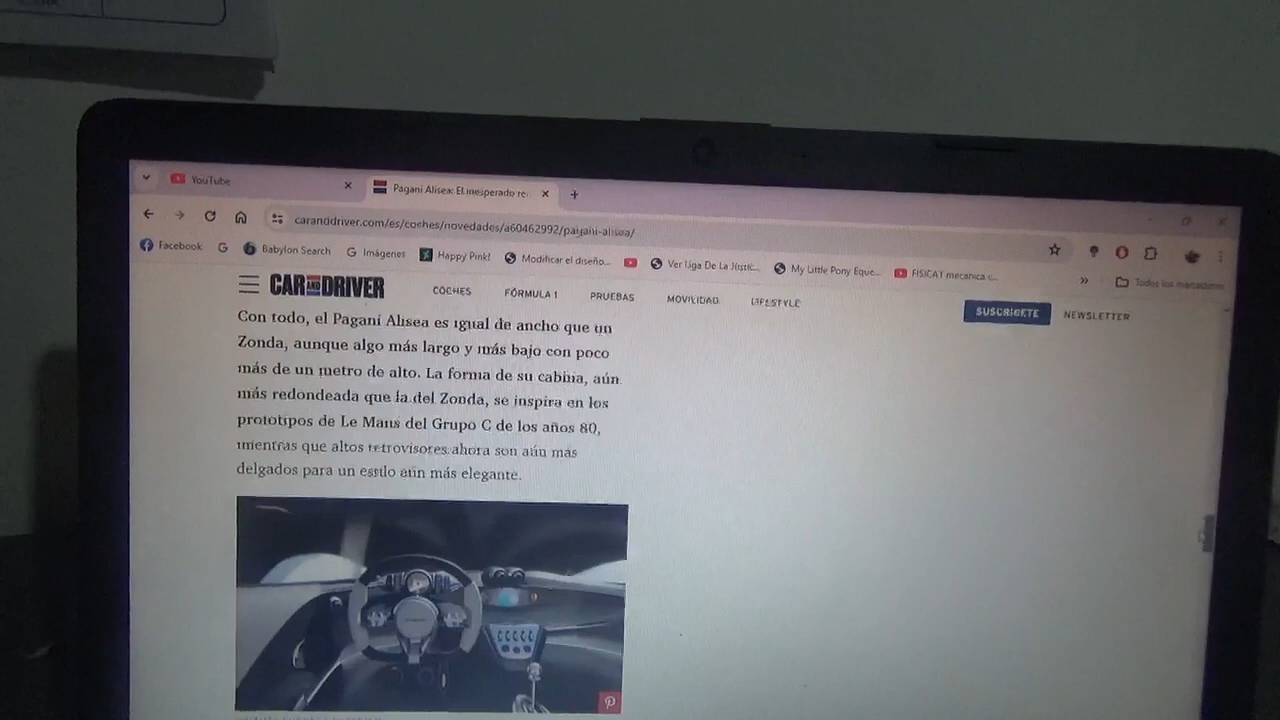 YouTube
Pagani Alisea: El inesperado re
caranddriver.com/es/coches/novedades/a60462992/pagani-alisea/
Facebook
G
Babylon Search
G Imágenes
Happy Pink!
Modificar el diseño...
Ver Liga De La Justic...
My Little Pony Eque...
FISICA1 mecanica c...
Todos los marcadores
CAR AND DRIVER
COCHES
FÓRMULA 1
PRUEBAS
MOVILIDAD
LIFESTYLE
SUSCRÍBETE
NEWSLETTER
Con todo, el Pagani Alisea es igual de ancho que un
Zonda, aunque algo más largo y más bajo con poco
más de un metro de alto. La forma de su cabina, aún
más redondeada que la del Zonda, se inspira en los
prototipos de Le Mans del Grupo C de los años 80,
mientras que altos retrovisores ahora son aún más
delgados para un estilo aún más elegante.